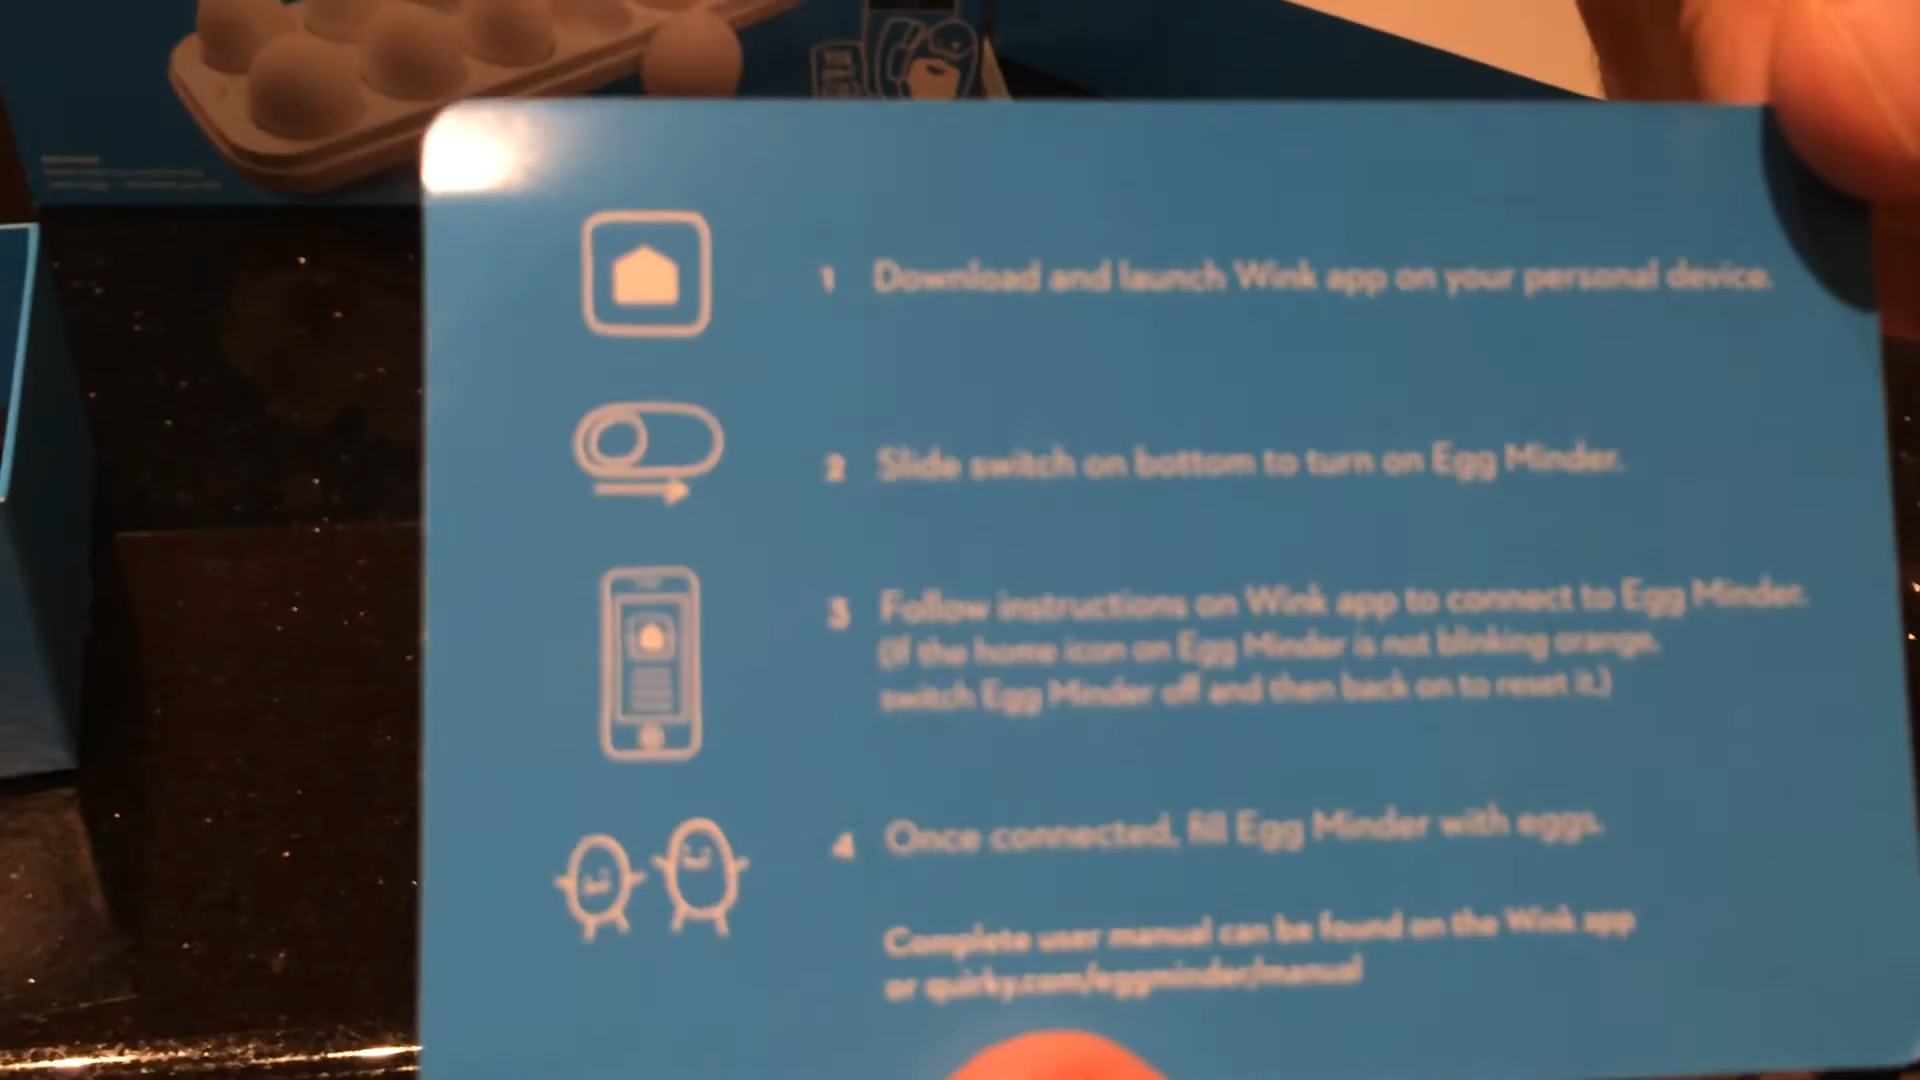 1 Download and launch Wink app on your personal device.
2 Slide switch on bottom to turn on Egg Minder.
3 Follow instructions on Wink app to connect to Egg Minder.
(If the home icon on Egg Minder is not blinking orange,
switch Egg Minder off and then back on to reset it.)
4 Once connected, fill Egg Minder with eggs.
Complete user manual can be found on the Wink app
or quirky.com/eggminder/manual